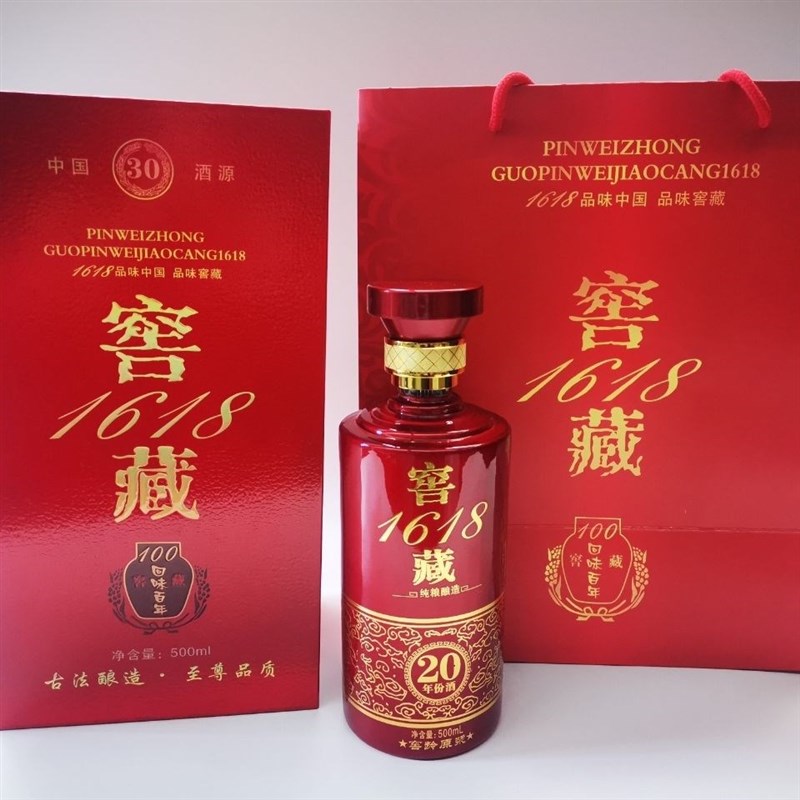 中国 30 酒源
PINWEIZHONG
GUOPINWEIJIAOCANG1618
1618品味中国 品味窖藏
窖
1618
藏
100
窖 藏
回味百年
净含量：500ml
古法酿造·至尊品质
窖
1618
藏
纯粮酿造
20
年份酒
净含量:500mL
★窖龄原浆★
PINWEIZHONG
GUOPINWEIJIAOCANG1618
1618品味中国 品味窖藏
窖
1618
藏
100
窖 藏
回味百年